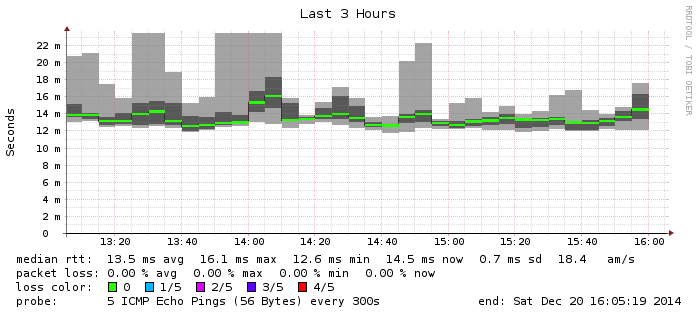 Last 3 Hours
RRDTOOL / TOBI OETIKER
Seconds
22 m
20 m
18 m
16 m
14 m
12 m
10 m
8 m
6 m
4 m
2 m
0
13:20 13:40 14:00 14:20 14:40 15:00 15:20 15:40 16:00
median rtt: 13.5 ms avg 16.1 ms max 12.6 ms min 14.5 ms now 0.7 ms sd 18.4 am/s
packet loss: 0.00 % avg 0.00 % max 0.00 % min 0.00 % now
loss color: 0 1/5 2/5 3/5 4/5
probe: 5 ICMP Echo Pings (56 Bytes) every 300s end: Sat Dec 20 16:05:19 2014